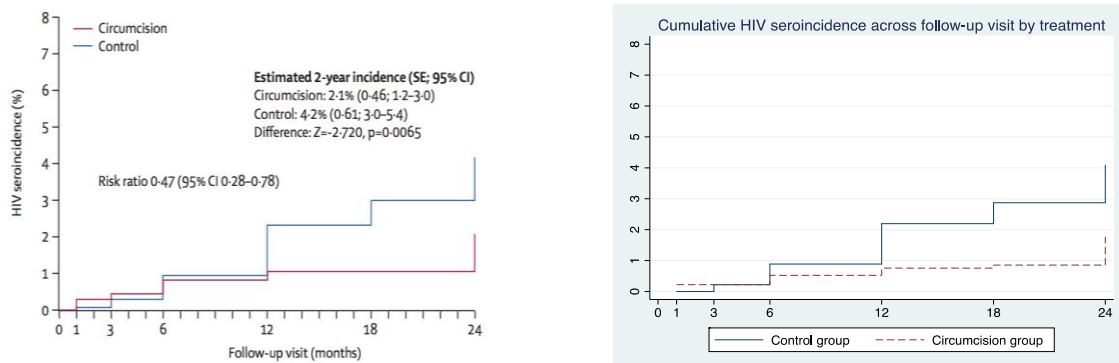 8
Circumcision
7
Control
6
Estimated 2-year incidence (SE; 95% CI)
Circumcision: 2·1% (0·46; 1·2–3·0)
5
Control: 4·2% (0·61; 3·0–5·4)
Difference: Z=-2·720, p=0·0065
4
Risk ratio 0·47 (95% CI 0·28–0·78)
3
2
1
0
HIV seroincidence (%)
0 1 3 6 12 18 24
Follow-up visit (months)
Cumulative HIV seroincidence across follow-up visit by treatment
8
7
6
5
4
3
2
1
0
0 1 3 6 12 18 24
Control group Circumcision group